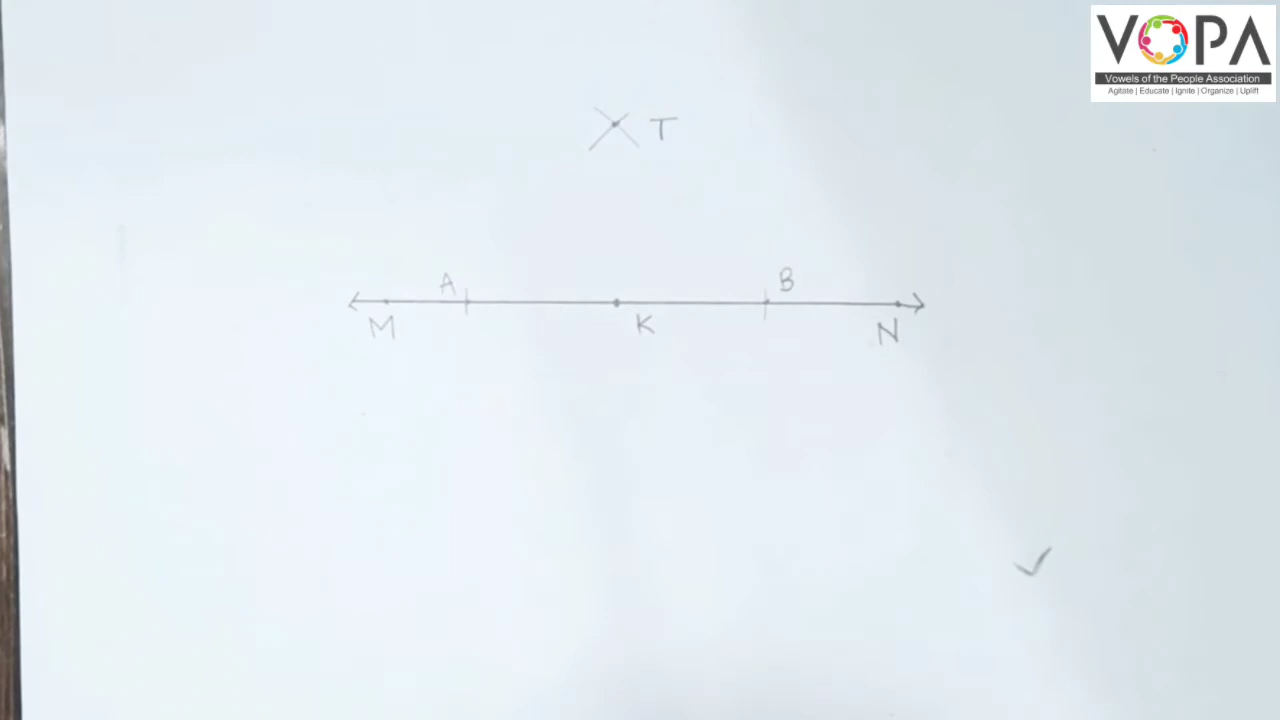 VOPA
Vowels of the People Association
Agitate | Educate | Ignite | Organize | Uplift
T
A B
M K N